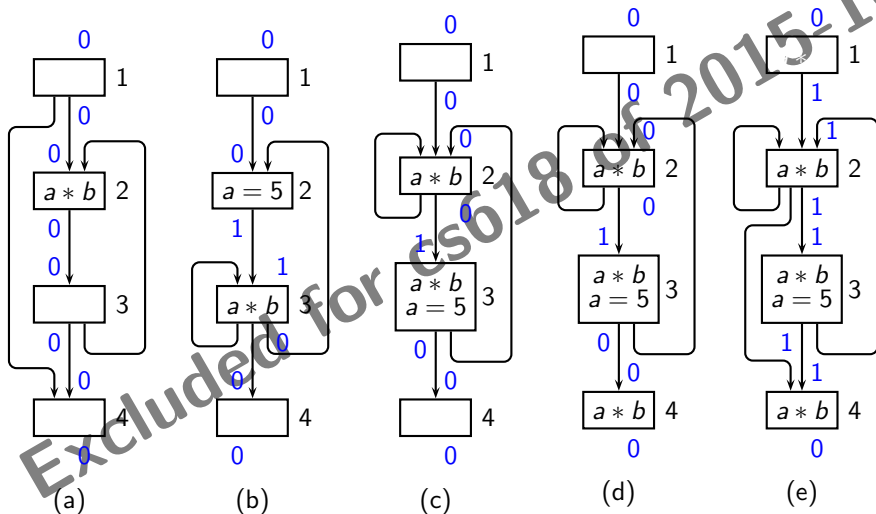 0 0 0 0 0
1 1 1 1 1
0 0 0 0 1
0 0 0 0 1
a ∗ b 2 a = 5 2 a ∗ b 2 a ∗ b 2 a ∗ b 2
0 1 0 0 1
0 1 1 1 1
3 a ∗ b 3 a ∗ b a = 5 3 a ∗ b a = 5 3 a ∗ b a = 5 3
0 0 0 0 1
0 0 0 0 1
4 4 4 a ∗ b 4 a ∗ b 4
0 0 0 0
(a) (b) (c) (d) (e)
Excluded for cs618 of 2015-1